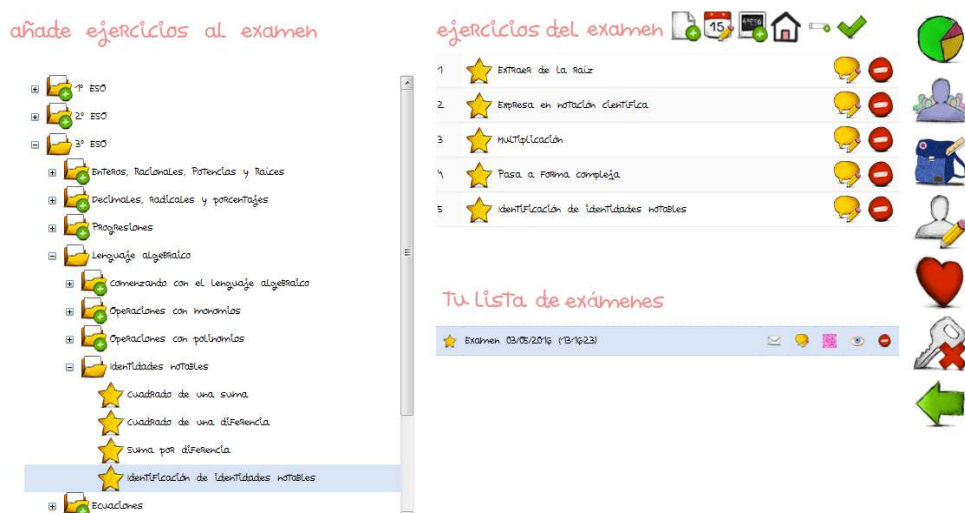 añade ejercicios al examen
1º ESO
2º ESO
3º ESO
Enteros, Racionales, Potencias y Raíces
Decimales, Radicales y porcentajes
Progresiones
Lenguaje algebraico
Comenzando con el lenguaje algebraico
Operaciones con monomios
Operaciones con polinomios
Identidades notables
Cuadrado de una suma
Cuadrado de una diferencia
Suma por diferencia
Identificación de identidades notables
Ecuaciones
ejercicios del examen
15
1 Extraer de la raíz
2 Expresa en notación científica
3 Multiplicación
4 Pasa a forma compleja
5 Identificación de identidades notables
Tu lista de exámenes
Examen 03/05/2016 (13-1623)